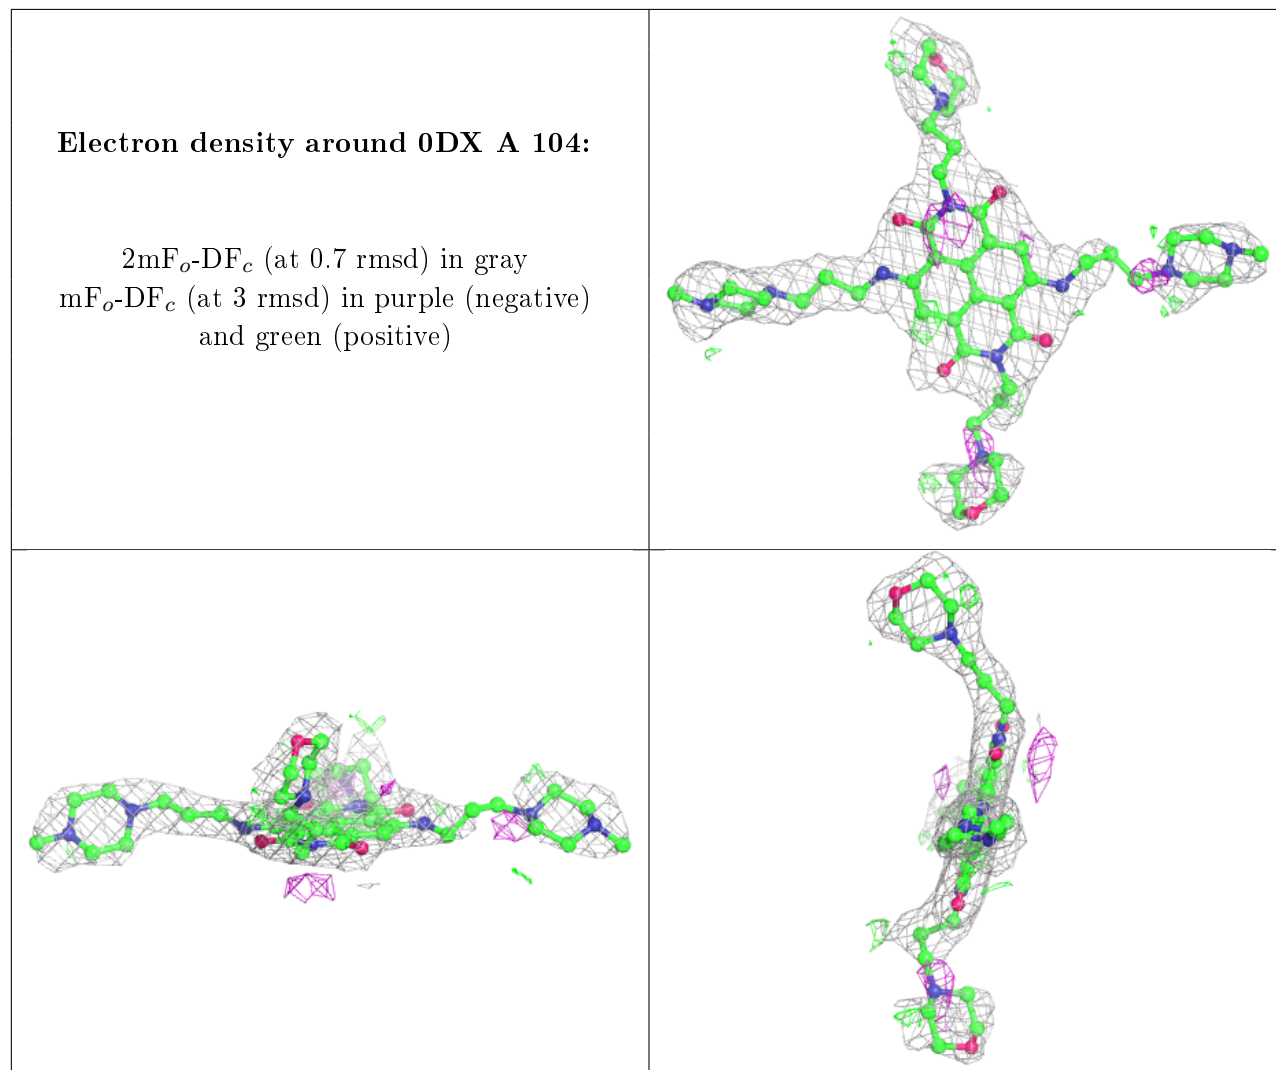 Electron density around 0DX A 104:
2mFₒ-DF𝒸 (at 0.7 rmsd) in gray
mFₒ-DF𝒸 (at 3 rmsd) in purple (negative)
and green (positive)